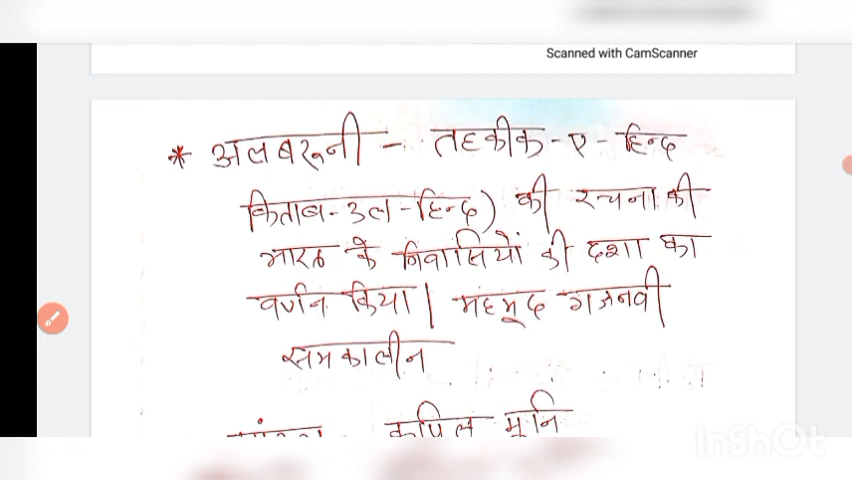 Scanned with CamScanner
* अलबरूनी - तहकीक-ए-हिन्द
किताब-उल-हिन्द) की रचना की
भारत के निवासियों की दशा का
वर्णन किया| महमूद गजनवी
समकालीन
कपिल मूनि
InShOt